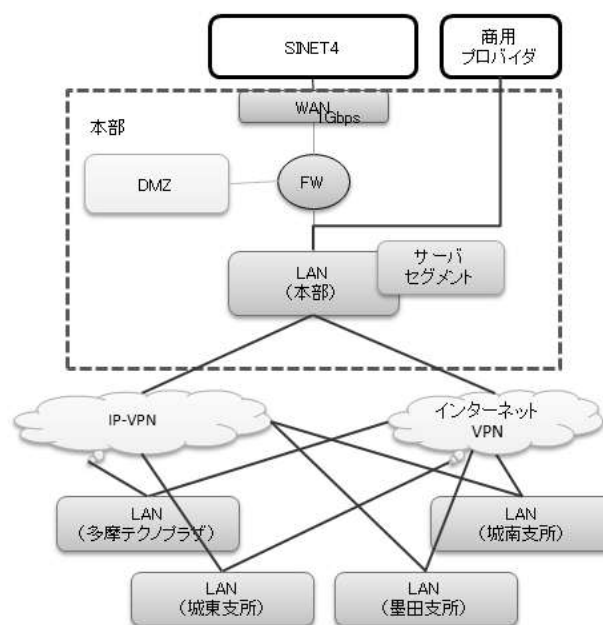 SINET4
商用
プロバイダ
WAN
1Gbps
本部
DMZ
FW
サーバ
セグメント
LAN
(本部)
IP-VPN
インターネット
VPN
LAN
(多摩テクノプラザ)
LAN
(城南支所)
LAN
(城東支所)
LAN
(墨田支所)